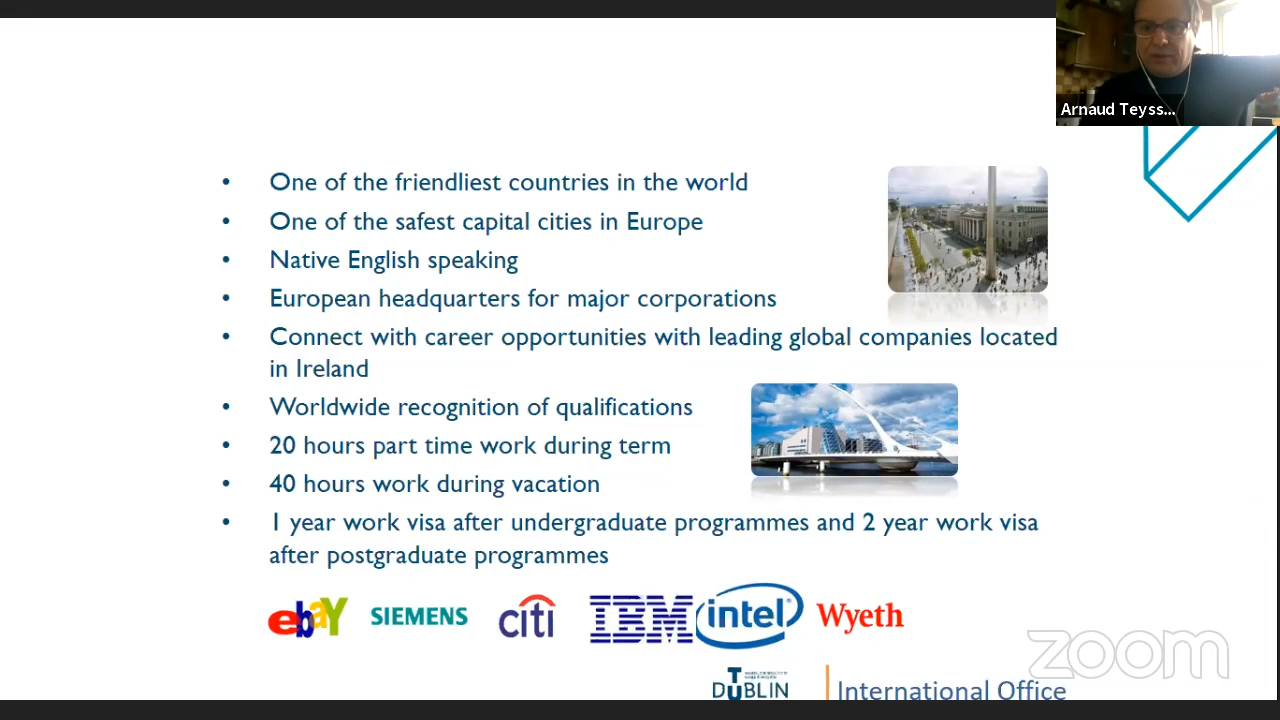 Arnaud Teyss...
• One of the friendliest countries in the world
• One of the safest capital cities in Europe
• Native English speaking
• European headquarters for major corporations
• Connect with career opportunities with leading global companies located
in Ireland
• Worldwide recognition of qualifications
• 20 hours part time work during term
• 40 hours work during vacation
• 1 year work visa after undergraduate programmes and 2 year work visa
after postgraduate programmes
ebaY SIEMENS citi IBM intel® Wyeth
zoom
TU DUBLIN International Office